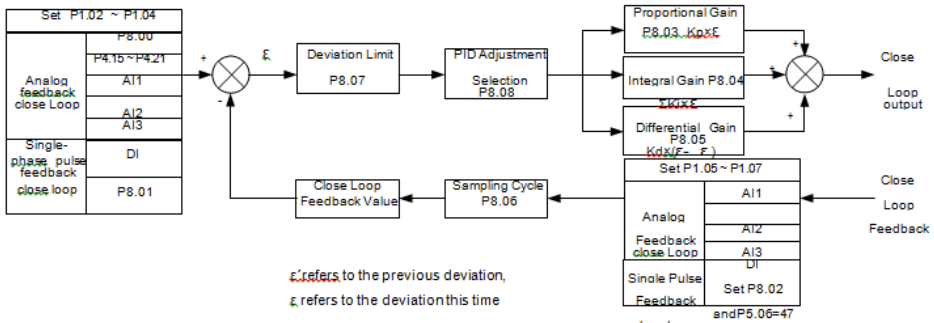 Set P1.02 ~ P1.04
P8.00
P4.15~P4.21
Analog
feedback
close Loop
AI1
AI2
AI3
Single-
phase pulse
feedback
close loop
DI
P8.01
+
-
ε
Deviation Limit
P8.07
PID Adjustment
Selection
P8.08
Proportional Gain
P8.03 Kp×ε
Integral Gain P8.04
ΣKi×ε
Differential Gain
P8.05
Kd×(ε- ε )
+
+
+
Close
Loop
output
Close Loop
Feedback Value
Sampling Cycle
P8.06
Set P1.05~ P1.07
Analog
Feedback
close Loop
AI1
AI2
AI3
Single Pulse
Feedback
DI
Set P8.02
andP5.06=47
Close
Loop
Feedback
ε′refers to the previous deviation,
ε refers to the deviation this time